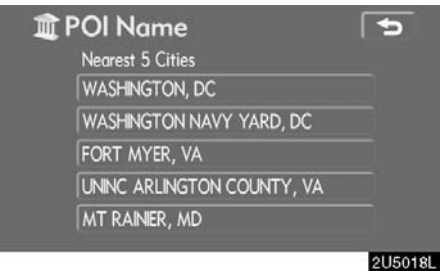 POI Name
Nearest 5 Cities
WASHINGTON, DC
WASHINGTON NAVY YARD, DC
FORT MYER, VA
UNINC ARLINGTON COUNTY, VA
MT RAINIER, MD
2U5018L